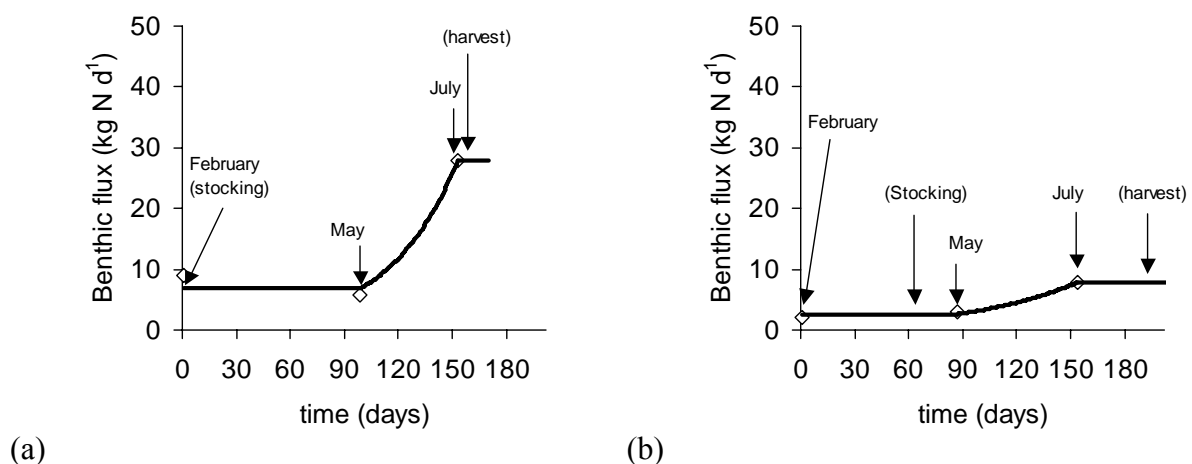 50
40
30
20
10
0
Benthic flux (kg N d¹)
February
(stocking)
May
July
(harvest)
0 30 60 90 120 150 180
time (days)
(a)
50
40
30
20
10
0
Benthic flux (kg N d¹)
February
(Stocking)
May
July
(harvest)
0 30 60 90 120 150 180
time (days)
(b)